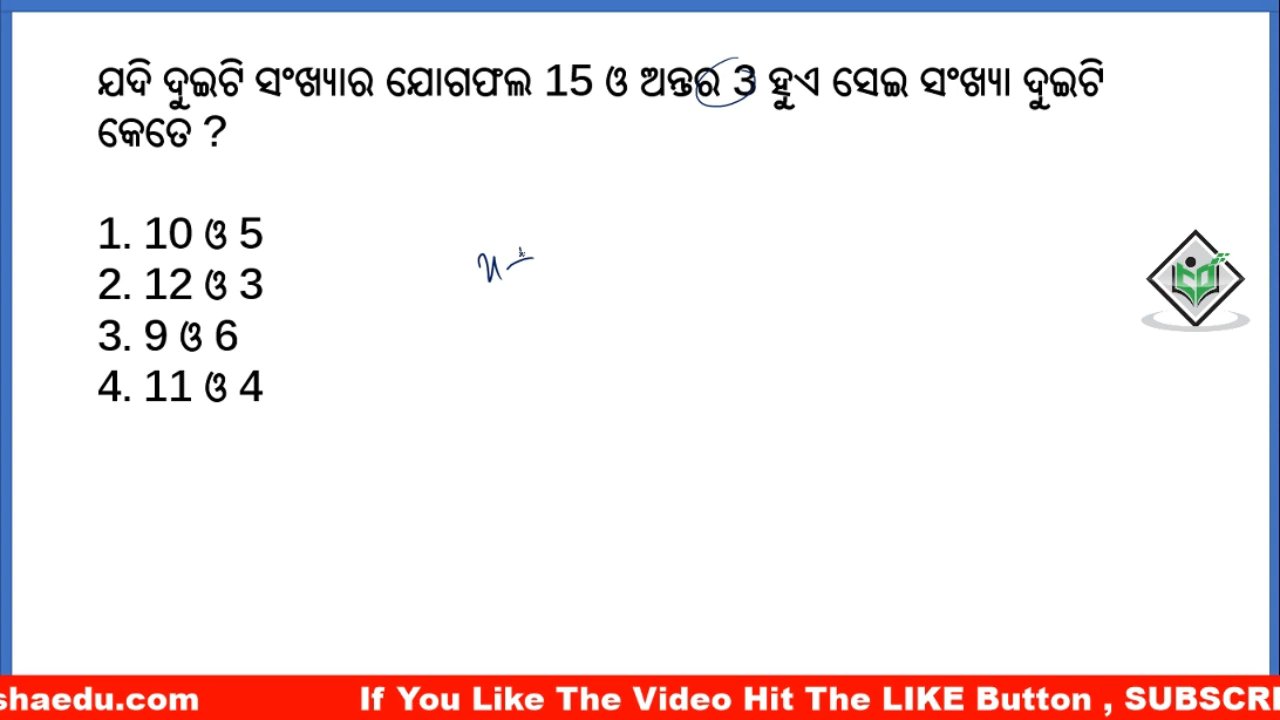 ଯଦି ଦୁଇଟି ସଂଖ୍ୟାର ଯୋଗଫଳ 15 ଓ ଅନ୍ତର 3 ହୁଏ ସେଇ ସଂଖ୍ୟା ଦୁଇଟି
କେତେ ?
1. 10 ଓ 5
2. 12 ଓ 3
3. 9 ଓ 6
4. 11 ଓ 4
shaedu.com If You Like The Video Hit The LIKE Button , SUBSCRI